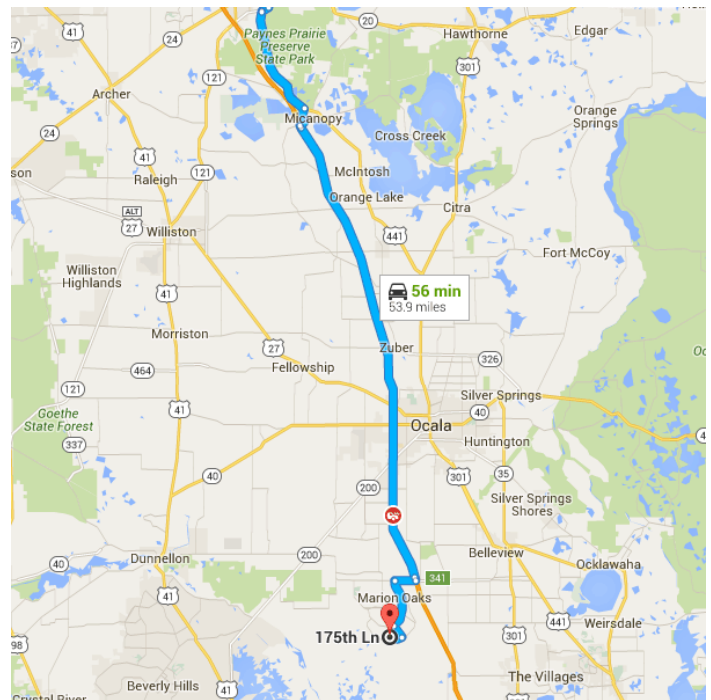 20
41
24
Paynes Prairie
Preserve
State Park
Hawthorne
Edgar
24
121
301
41
Archer
Micanopy
Orange
Springs
Cross Creek
24
41
121
McIntosh
Raleigh
Orange Lake
Citra
ALT
27
Williston
441
Fort McCoy
Williston
Highlands
41
56 min
53.9 miles
Morriston
Zuber
27
326
464
Fellowship
121
Silver Springs
41
40
Goethe
State Forest
Ocala
Huntington
337
40
200
301
35
Silver Springs
Shores
40
Dunnellon
200
Belleview
Ocklawaha
341
41
Marion Oaks
175th Ln
Weirsdale
98
301
441
The Villages
Beverly Hills
41
Crystal River